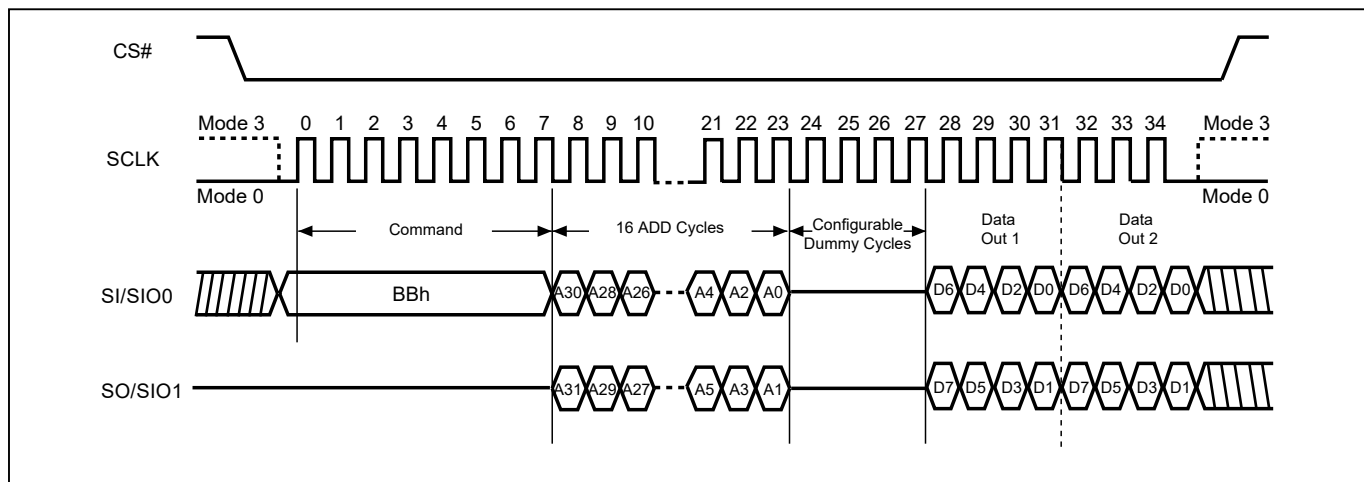 CS#
Mode 3 0 1 2 3 4 5 6 7 8 9 10 21 22 23 24 25 26 27 28 29 30 31 32 33 34 Mode 3
SCLK
Mode 0 Mode 0
Command 16 ADD Cycles Configurable Dummy Cycles Data Out 1 Data Out 2
SI/SIO0 BBh A30 A28 A26 A4 A2 A0 D6 D4 D2 D0 D6 D4 D2 D0
SO/SIO1 A31 A29 A27 A5 A3 A1 D7 D5 D3 D1 D7 D5 D3 D1